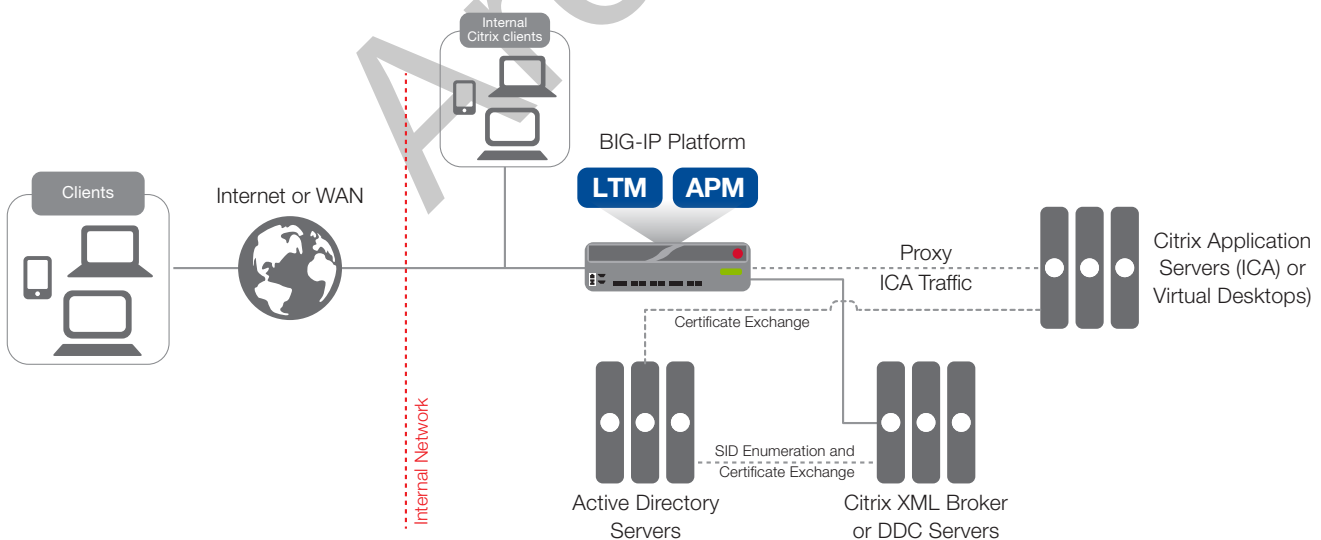 Internal
Citrix clients
BIG-IP Platform
LTM APM
Clients
Internet or WAN
Proxy
ICA Traffic
Citrix Application
Servers (ICA) or
Virtual Desktops)
Certificate Exchange
Internal Network
SID Enumeration and
Certificate Exchange
Active Directory
Servers
Citrix XML Broker
or DDC Servers